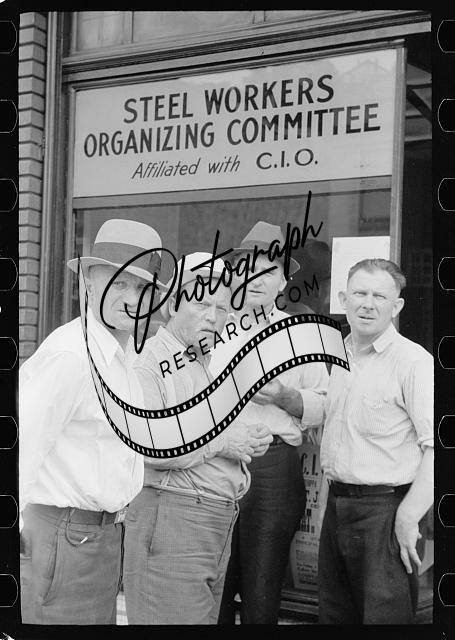 STEEL WORKERS
ORGANIZING COMMITTEE
Affiliated with C.I.O.
Photograph
RESEARCH.COM
C.I.